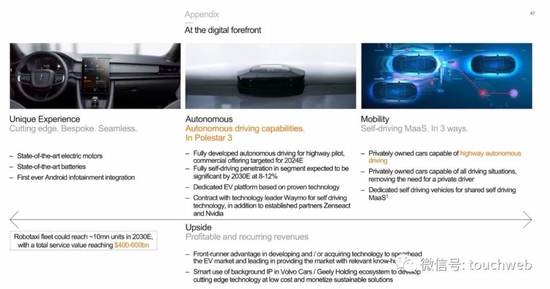 Appendix
47
At the digital forefront
Unique Experience
Cutting edge. Bespoke. Seamless.
State-of-the-art electric motors
State-of-the-art batteries
First ever Android infotainment integration
Autonomous
Autonomous driving capabilities.
In Polestar 3
Fully developed autonomous driving for highway pilot,
commercial offering targeted for 2024E
Fully self-driving penetration in segment expected to
be significant by 2030E at 8-12%
Dedicated EV platform based on proven technology
Contract with technology leader Waymo for self driving
technology, in addition to established partners Zenseact
and Nvidia
Mobility
Self-driving MaaS. In 3 ways.
Privately owned cars capable of highway autonomous
driving
Privately owned cars capable of all driving situations,
removing the need for a private driver
Dedicated self driving vehicles for shared self driving
MaaS1
Robotaxi fleet could reach ~10mn units in 2030E,
with a total service value reaching $400-600bn
Upside
Profitable and recurring revenues
Front-runner advantage in developing and / or acquiring technology to spearhead
the EV market and leading in providing the market with relevant know-how
Smart use of background IP in Volvo Cars / Geely Holding ecosystem to develop
cutting edge technology at low cost and monetize sustainable solutions
微信号: touchweb